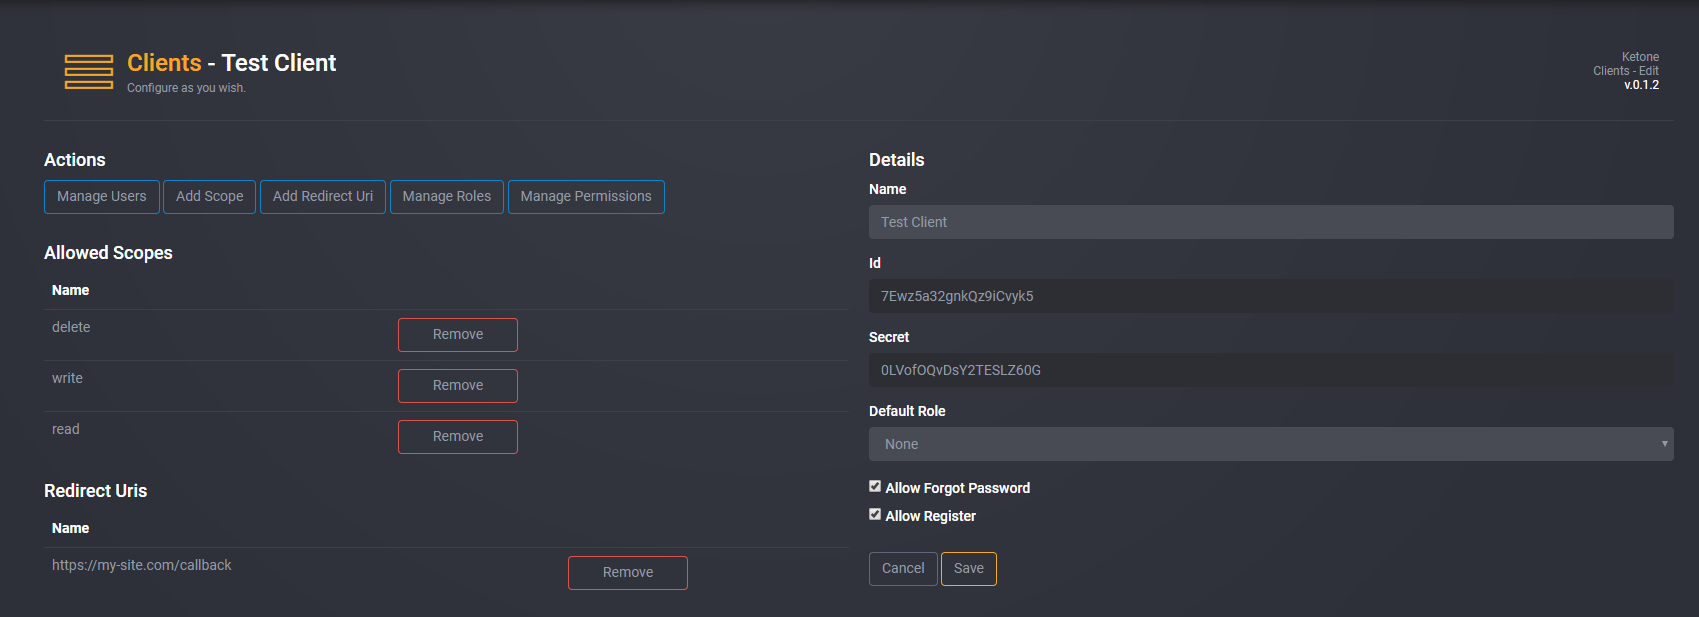 Clients - Test Client
Configure as you wish.
Ketone
Clients - Edit
v.0.1.2
Actions
Manage Users Add Scope Add Redirect Uri Manage Roles Manage Permissions
Allowed Scopes
Name
delete Remove
write Remove
read Remove
Redirect Uris
Name
https://my-site.com/callback Remove
Details
Name
Test Client
Id
7Ewz5a32gnkQz9iCvyk5
Secret
0LVofOQvDsY2TESLZ60G
Default Role
None
Allow Forgot Password
Allow Register
Cancel Save